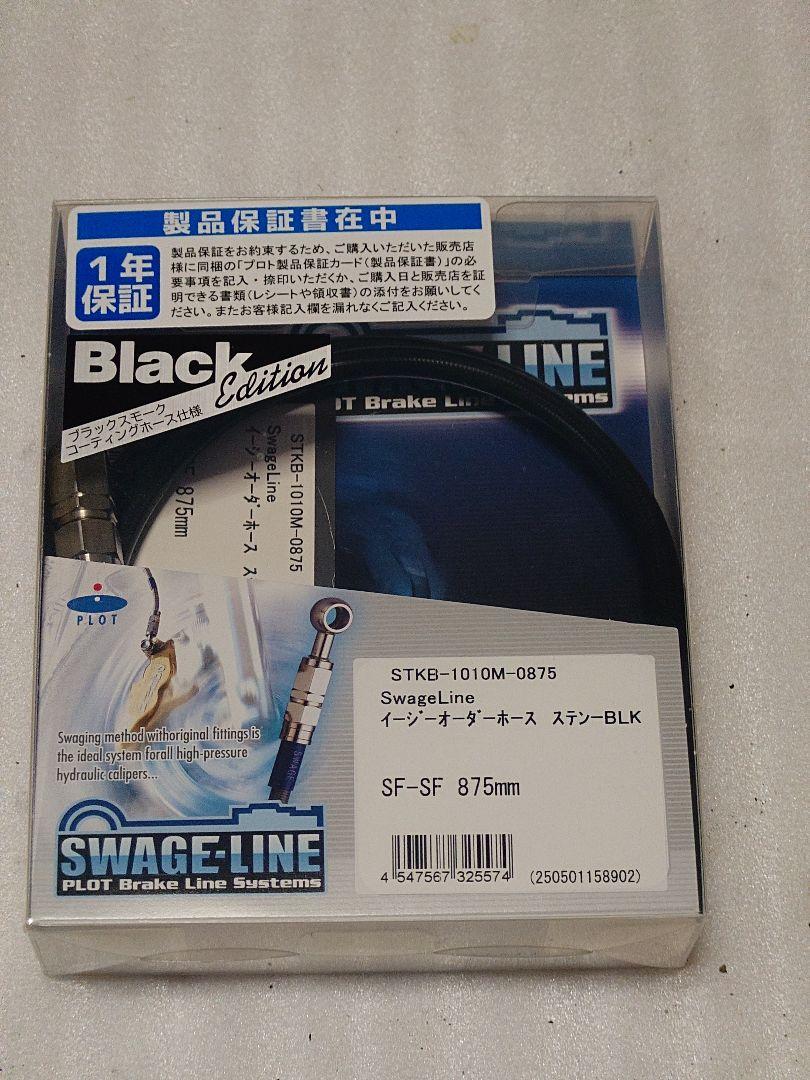 製品保証書在中
1年
保証
製品保証をお約束するため、ご購入いただいた販売店
様に同梱の「プロト製品保証カード(製品保証書)」の必
要事項を記入・捺印いただくか、ご購入日と販売店を証
明できる書類(レシートや領収書)の添付をお願いしてく
ださい。またお客様記入欄を漏れなくご記入ください。
Black
Edition
ブラックスモーク
コーティングホース仕様
LINE
OT Brake Line Systems
STKB-1010M-0875
SwageLine
イージーオーダーホース ス
875mm
PLOT
Swaging method withoriginal fittings is
the ideal system forall high-pressure
hydraulic calipers...
SWAGE
SWAGE-LINE
PLOT Brake Line Systems
STKB-1010M-0875
SwageLine
イージーオーダーホース ステンーBLK
SF-SF 875mm
4 547567 325574
(250501158902)